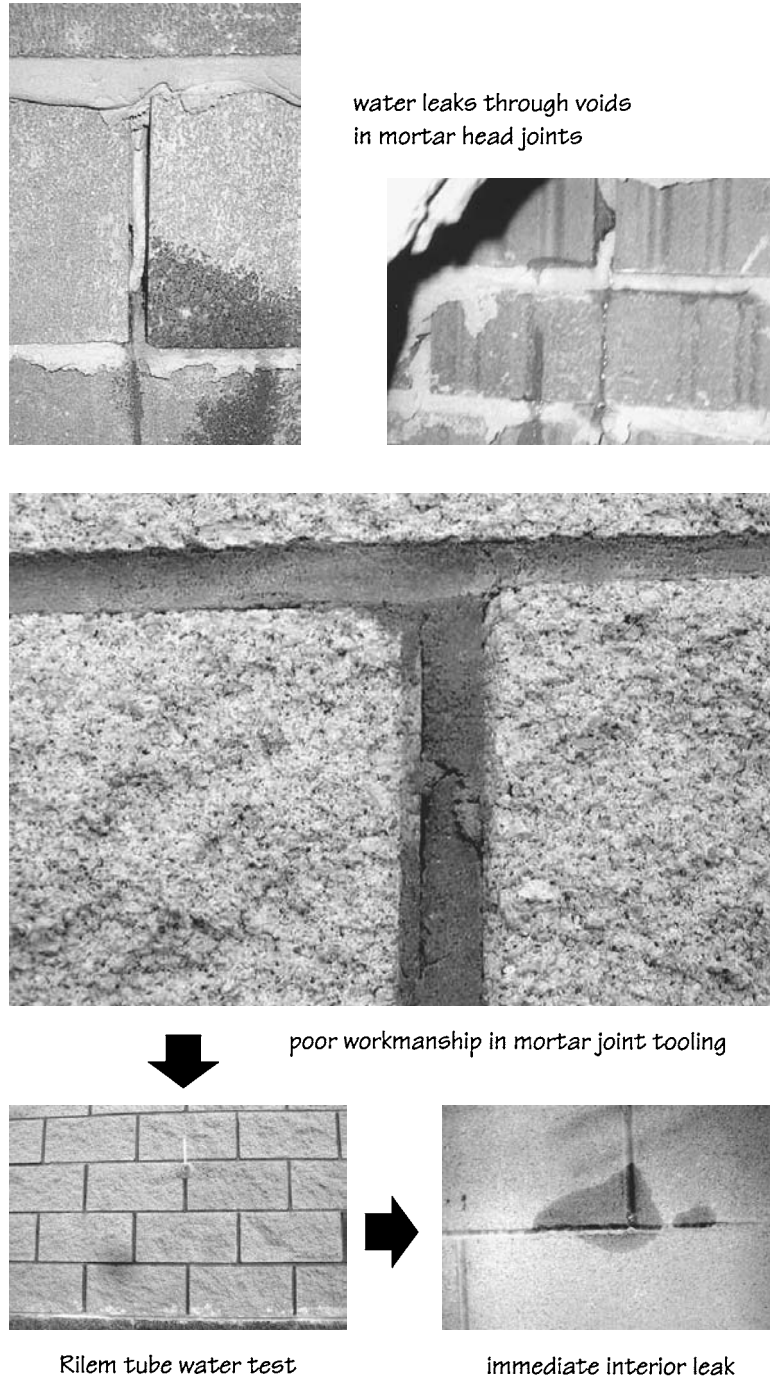 water leaks through voids
in mortar head joints
poor workmanship in mortar joint tooling
Rilem tube water test
immediate interior leak